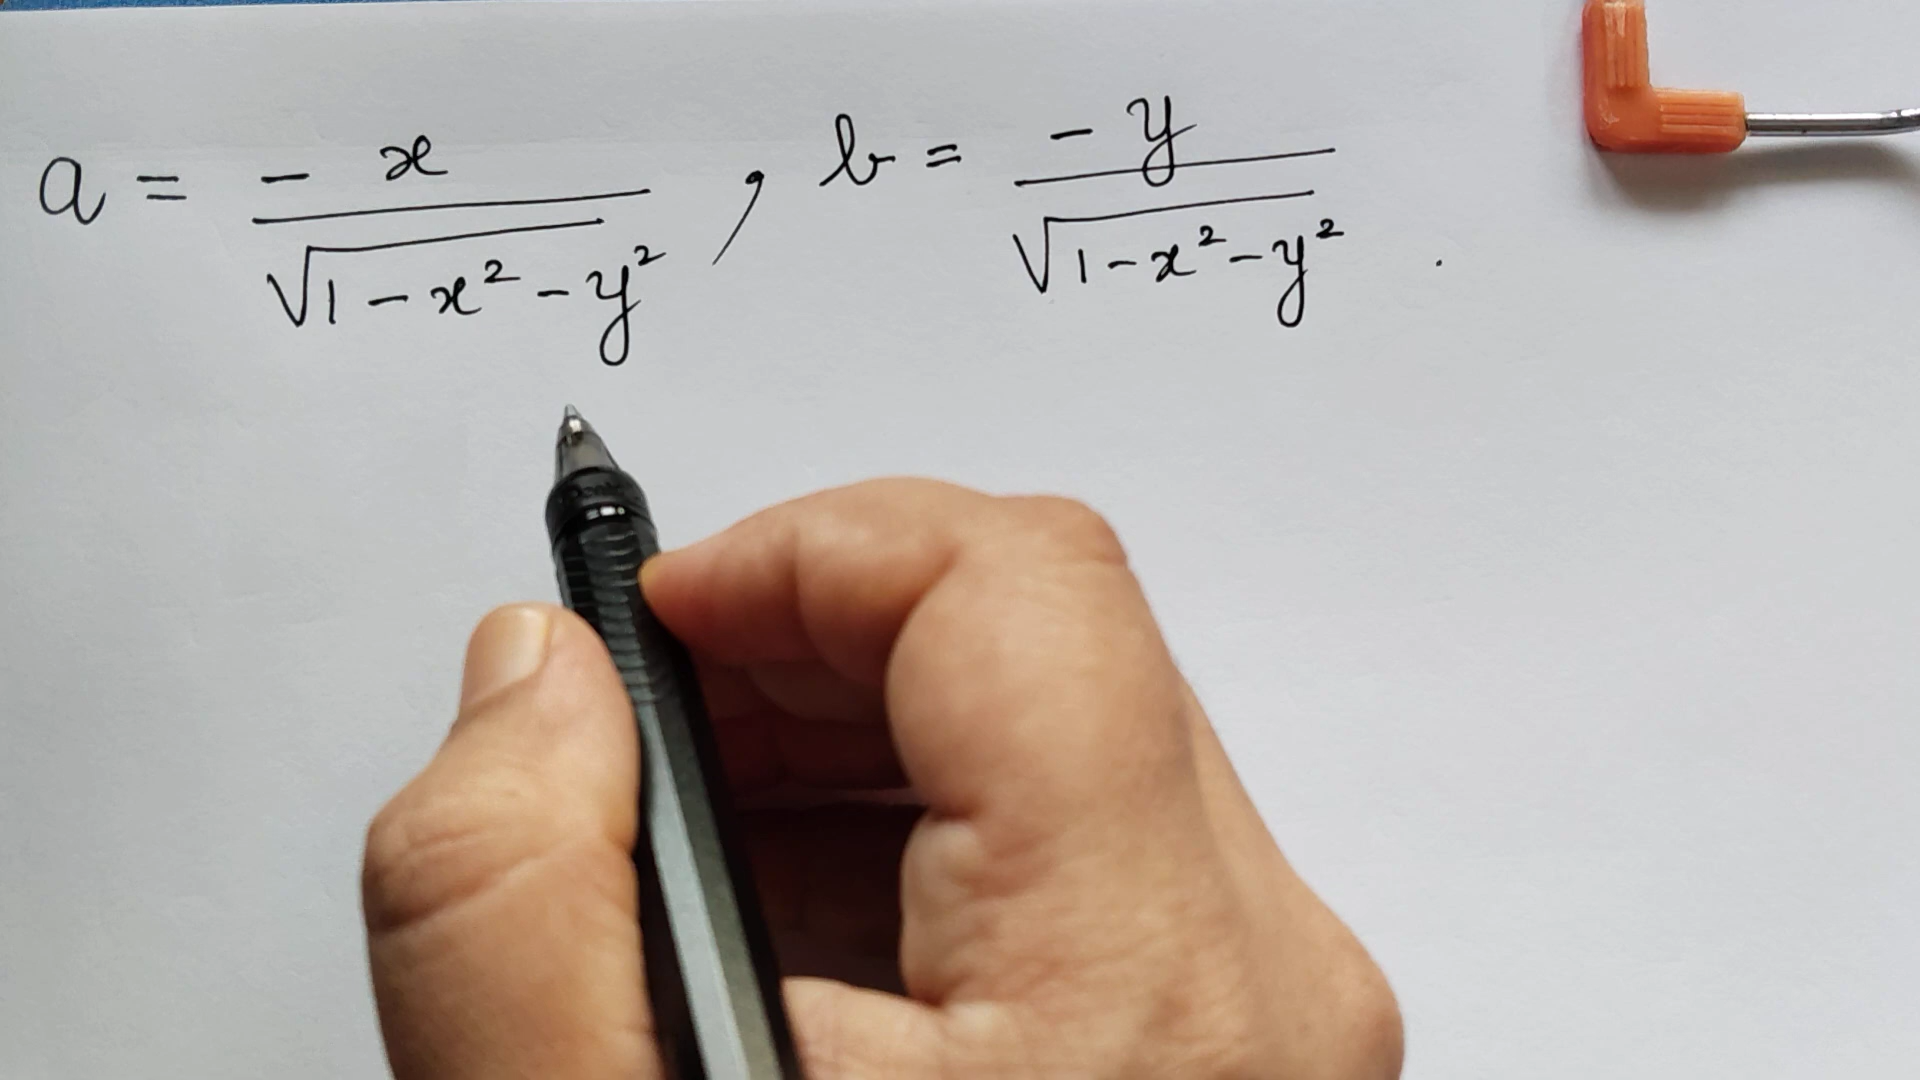 a = -x/√(1-x²-y²) , b = -y/√(1-x²-y²) .